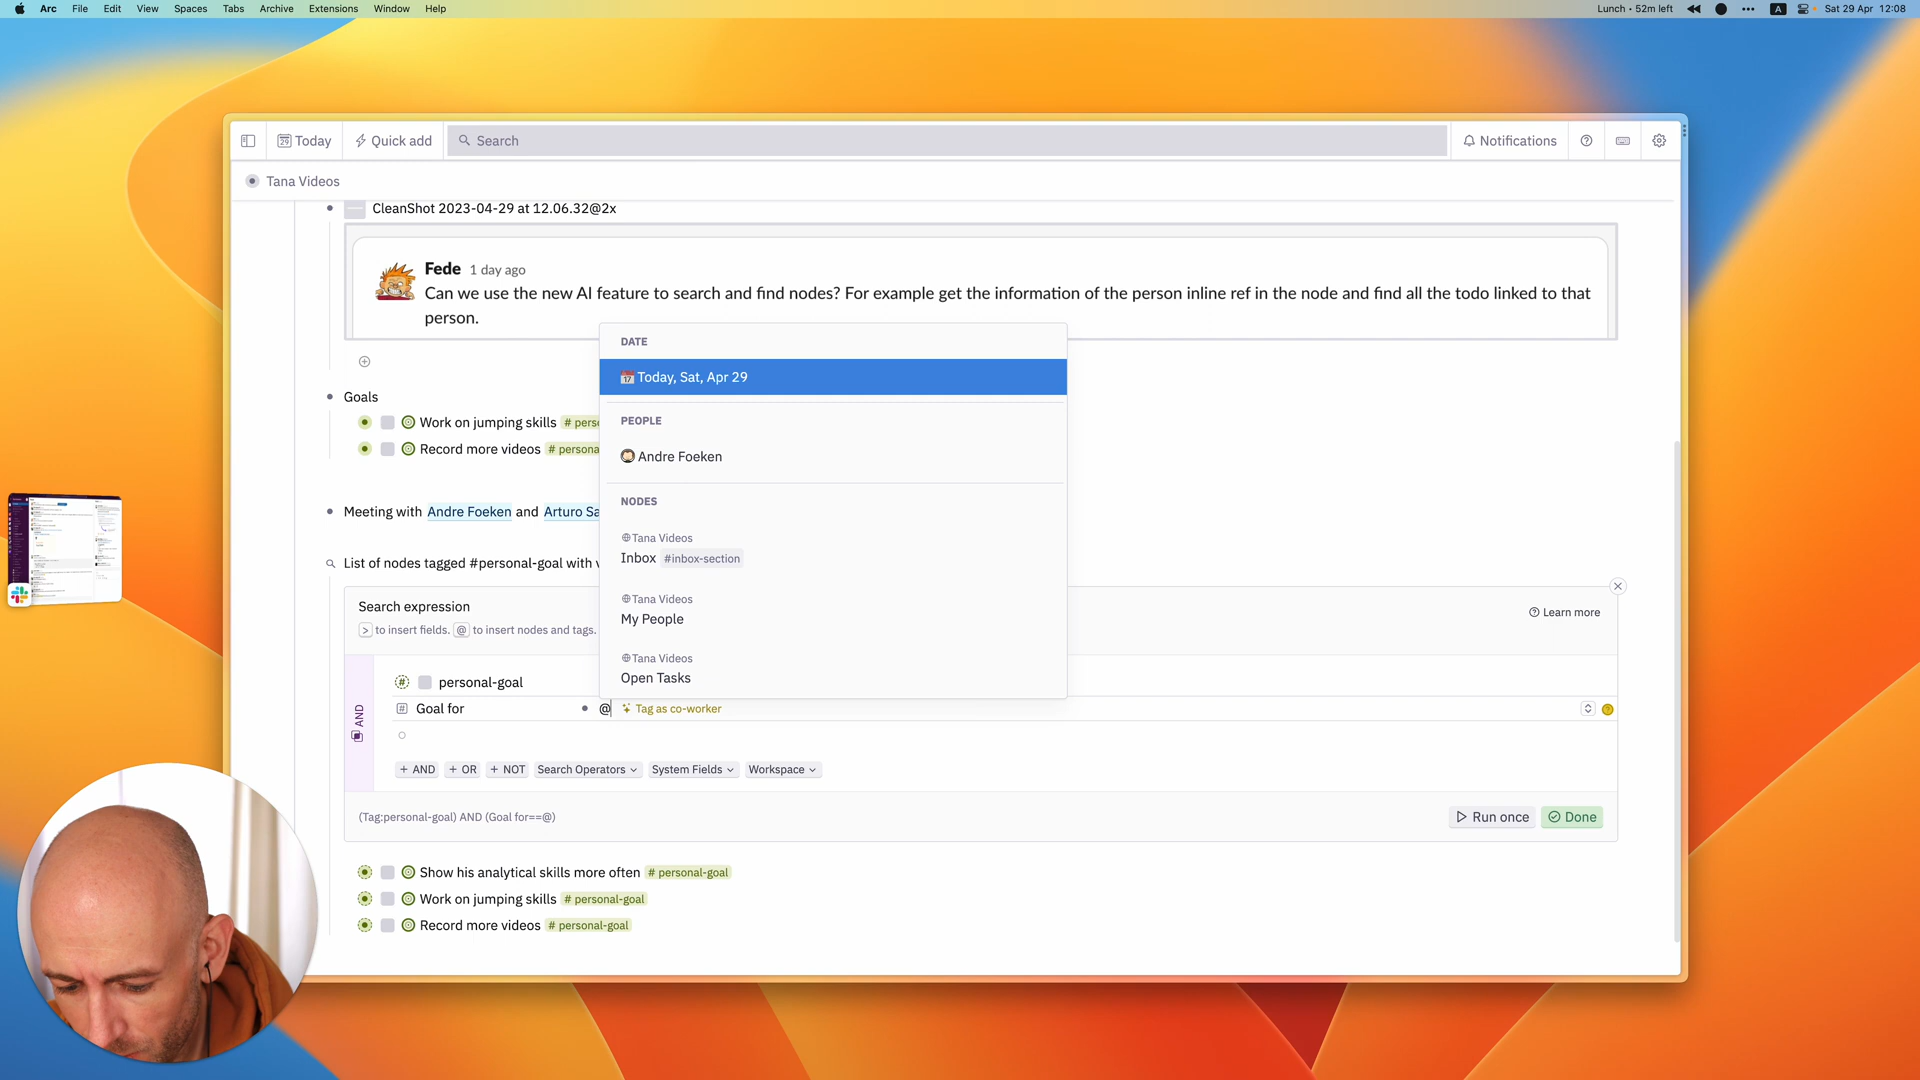 Arc File Edit View Spaces Tabs Archive Extensions Window Help
Lunch • 52m left A Sat 29 Apr 12:08
29 Today Quick add Search Notifications
Tana Videos
CleanShot 2023-04-29 at 12.06.32@2x
Fede 1 day ago
Can we use the new AI feature to search and find nodes? For example get the information of the person inline ref in the node and find all the todo linked to that
person.
DATE
17 Today, Sat, Apr 29
PEOPLE
Andre Foeken
NODES
Tana Videos
Inbox #inbox-section
Tana Videos
My People
Tana Videos
Open Tasks
Goals
Work on jumping skills # perso
Record more videos # persona
Meeting with Andre Foeken and Arturo Sa
List of nodes tagged #personal-goal with v
Search expression
Learn more
> to insert fields. @ to insert nodes and tags.
AND
# personal-goal
# Goal for @ Tag as co-worker
+ AND + OR + NOT Search Operators System Fields Workspace
(Tag:personal-goal) AND (Goal for==@) Run once Done
Show his analytical skills more often # personal-goal
Work on jumping skills # personal-goal
Record more videos # personal-goal